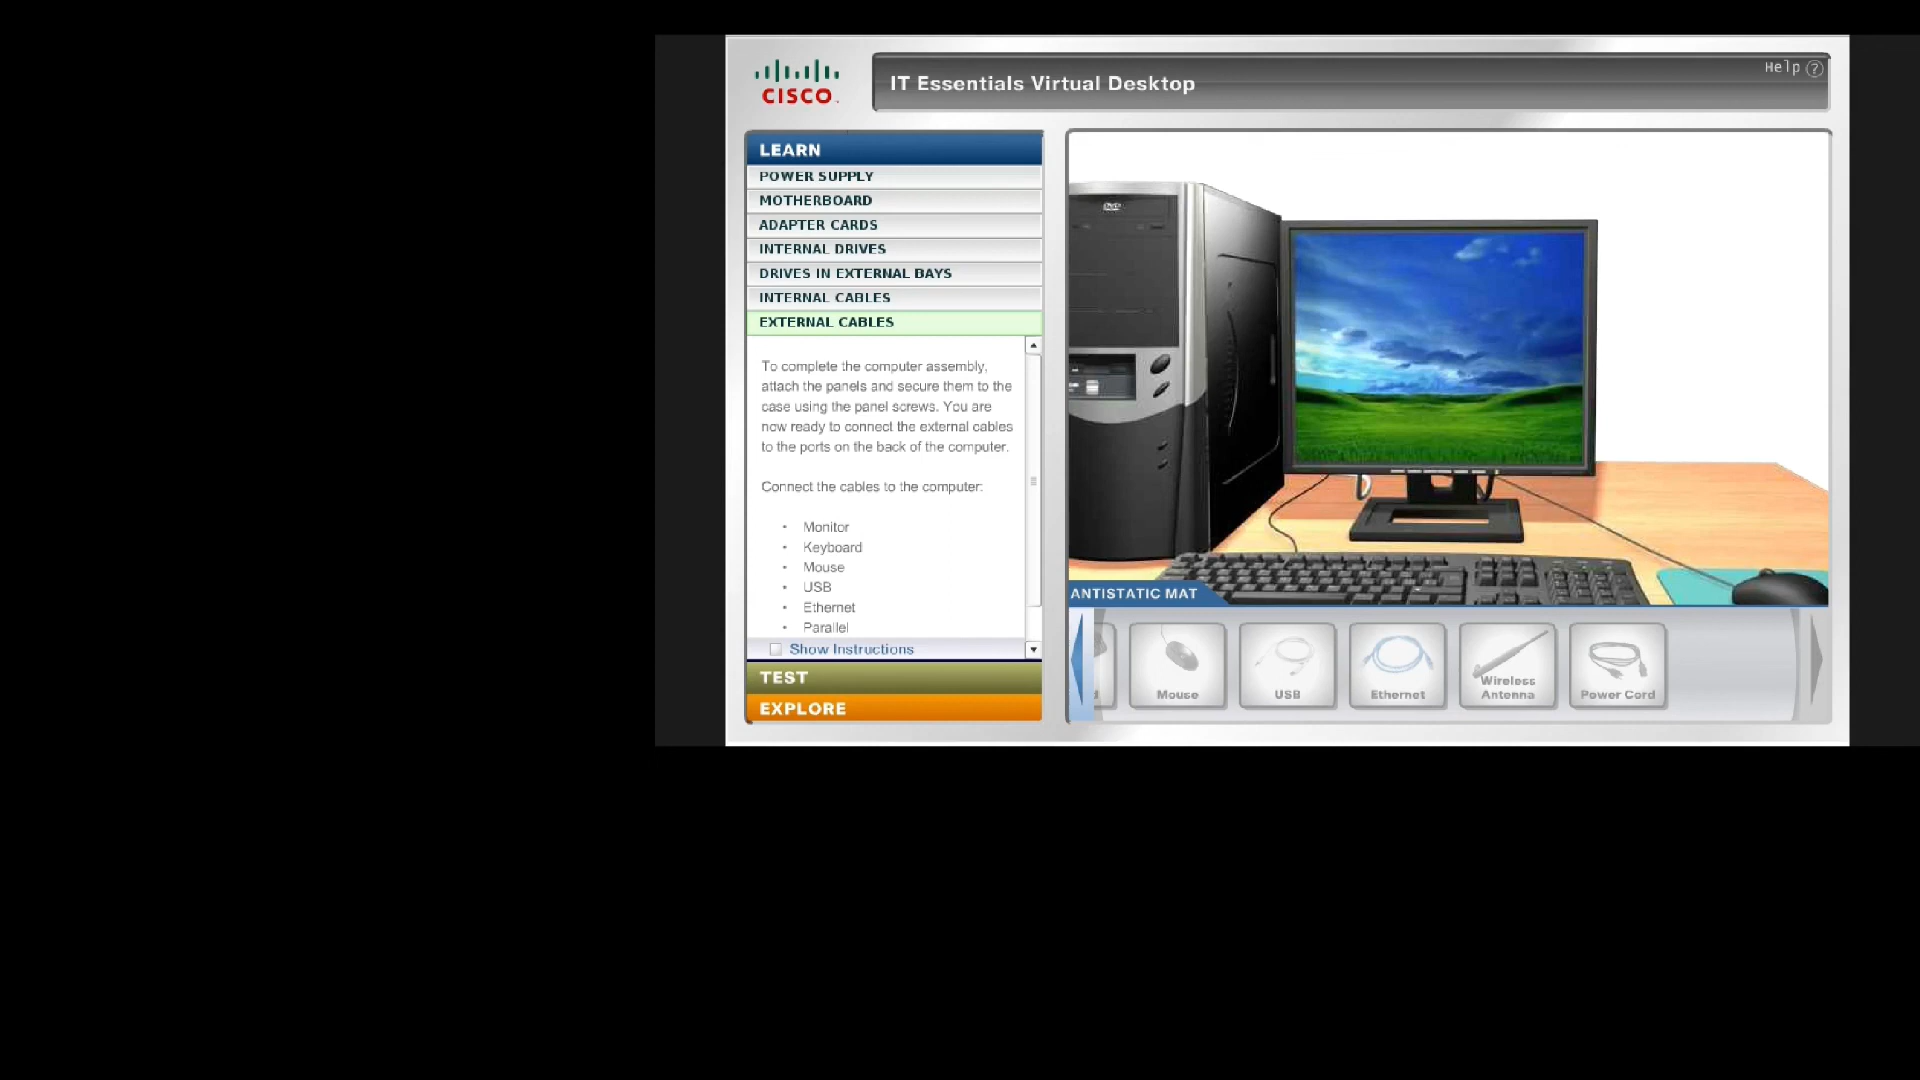 CISCO.
IT Essentials Virtual Desktop
Help ?
LEARN
POWER SUPPLY
MOTHERBOARD
ADAPTER CARDS
INTERNAL DRIVES
DRIVES IN EXTERNAL BAYS
INTERNAL CABLES
EXTERNAL CABLES
To complete the computer assembly,
attach the panels and secure them to the
case using the panel screws. You are
now ready to connect the external cables
to the ports on the back of the computer.
Connect the cables to the computer:
• Monitor
• Keyboard
• Mouse
• USB
• Ethernet
• Parallel
Show Instructions
TEST
EXPLORE
DVD
ANTISTATIC MAT
Mouse
USB
Ethernet
Wireless
Antenna
Power Cord